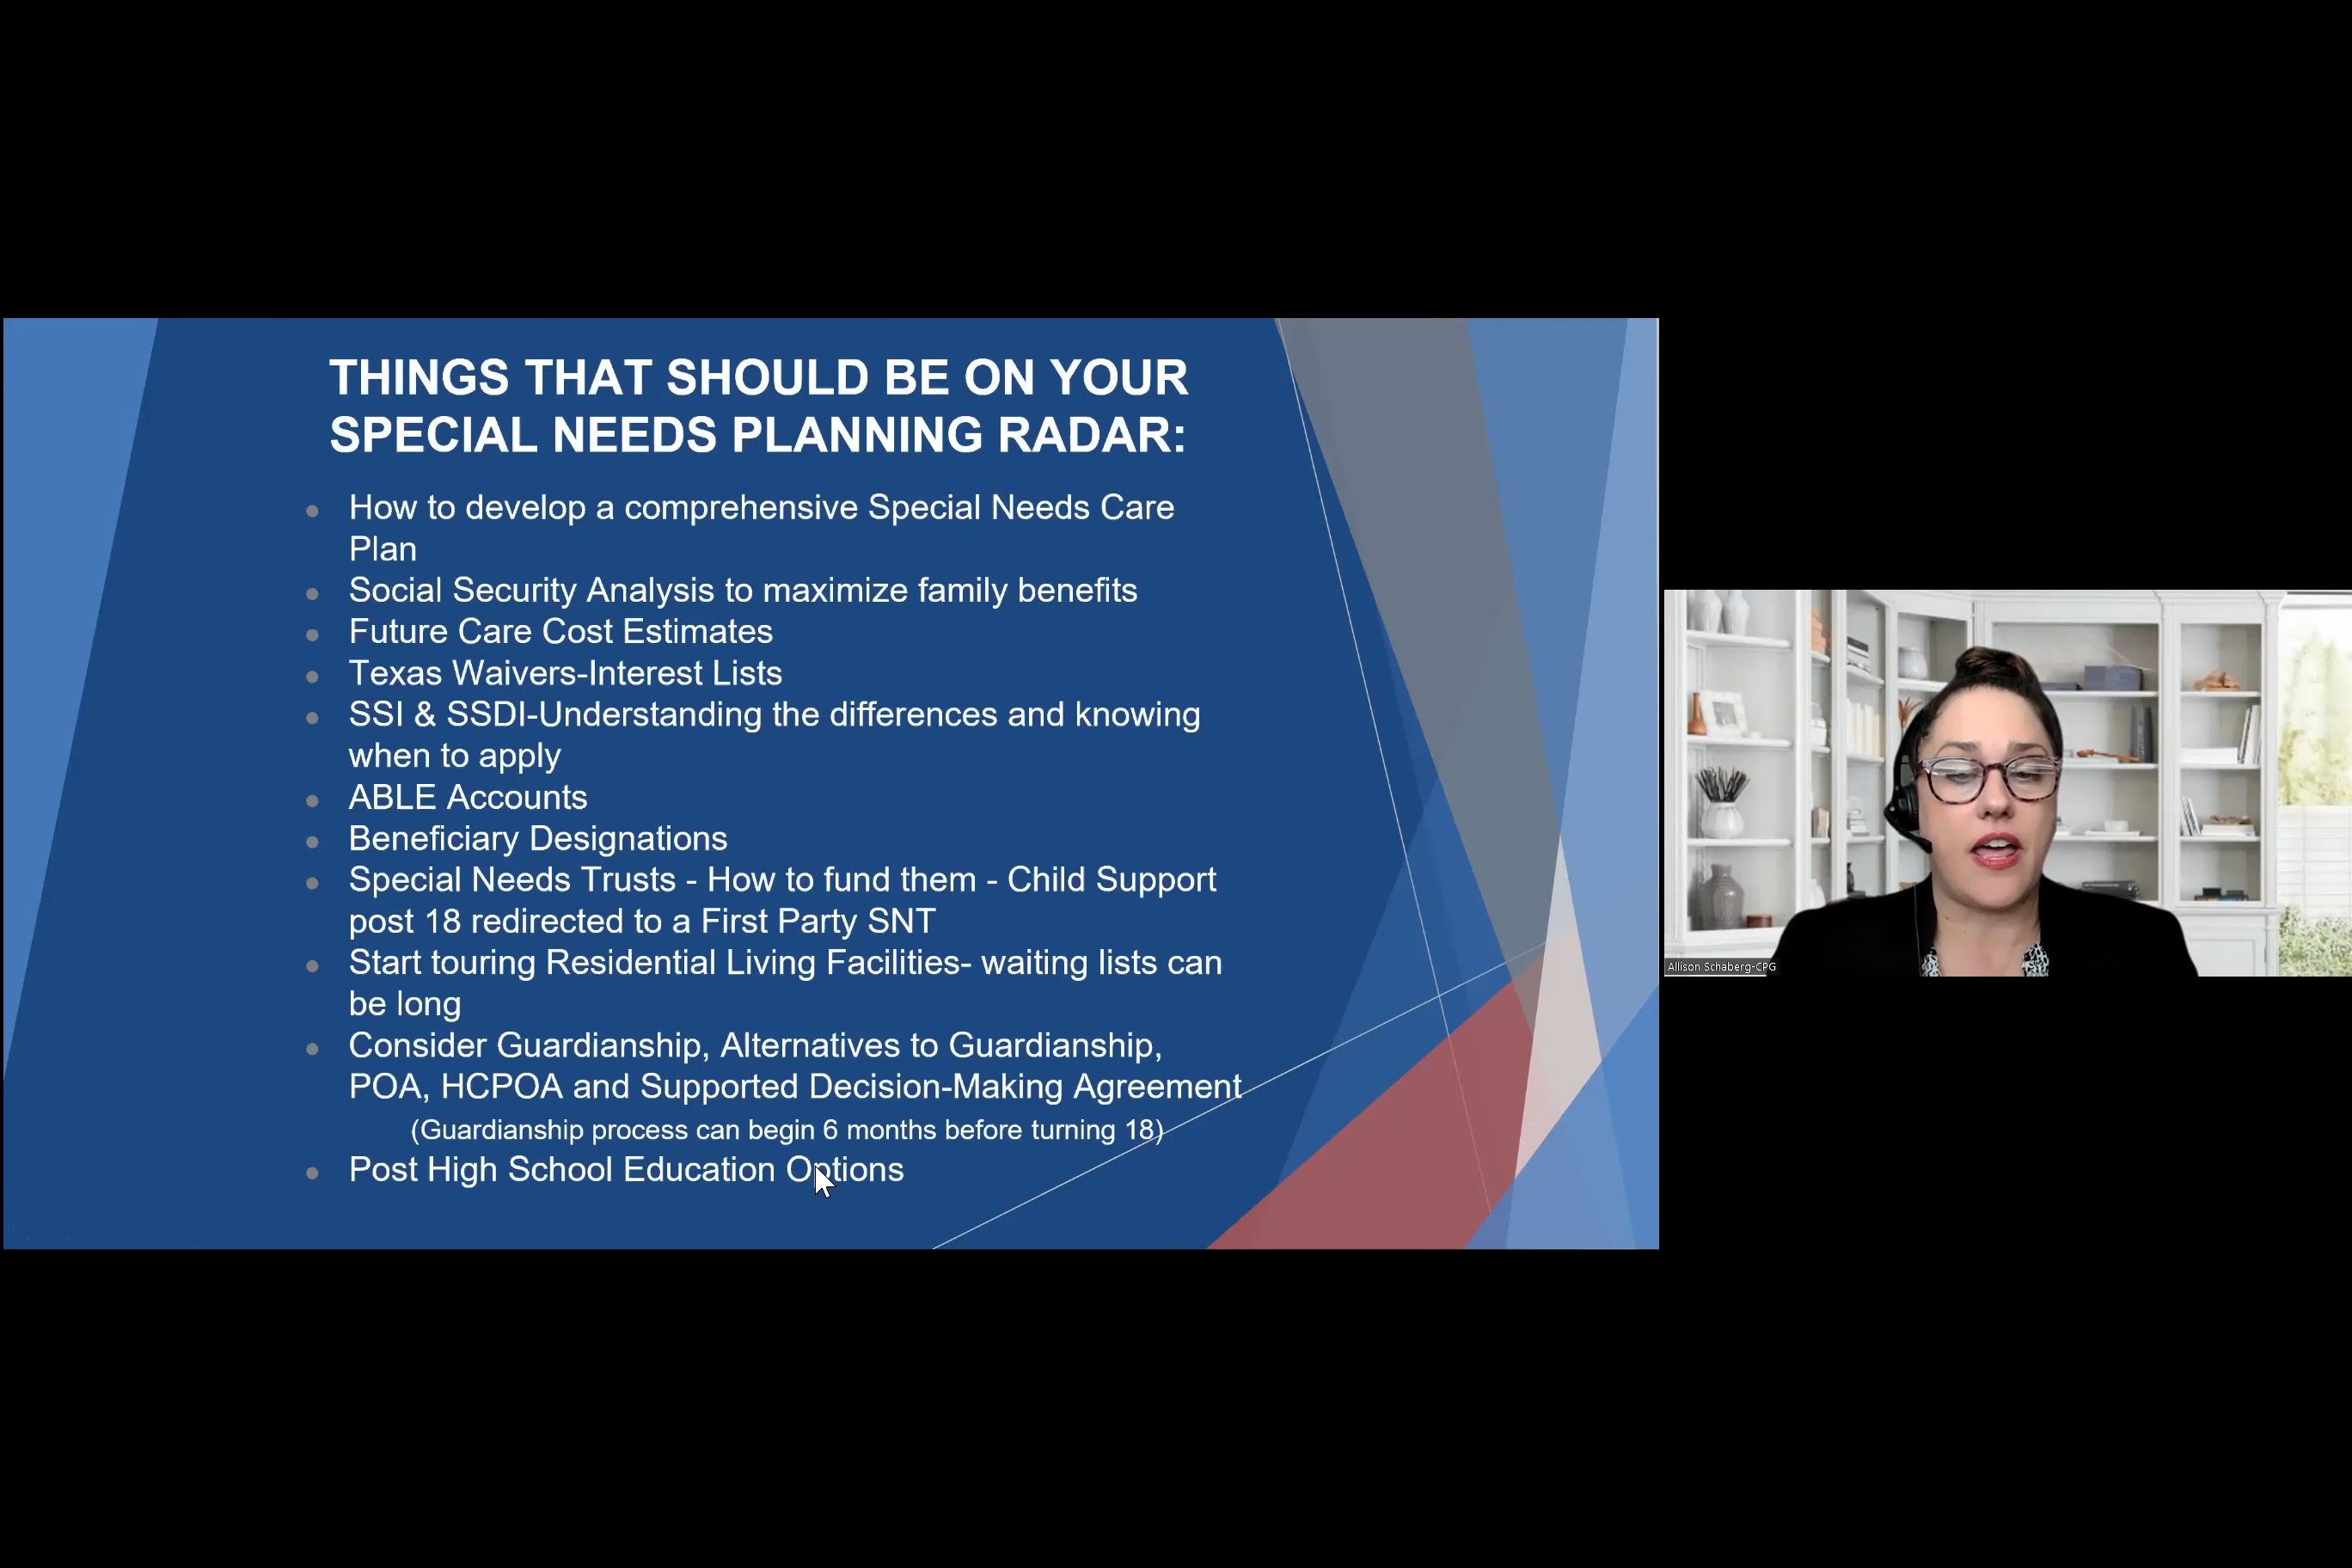 THINGS THAT SHOULD BE ON YOUR
SPECIAL NEEDS PLANNING RADAR:
How to develop a comprehensive Special Needs Care
Plan
Social Security Analysis to maximize family benefits
Future Care Cost Estimates
Texas Waivers-Interest Lists
SSI & SSDI-Understanding the differences and knowing
when to apply
ABLE Accounts
Beneficiary Designations
Special Needs Trusts - How to fund them - Child Support
post 18 redirected to a First Party SNT
Start touring Residential Living Facilities- waiting lists can
be long
Consider Guardianship, Alternatives to Guardianship,
POA, HCPOA and Supported Decision-Making Agreement
(Guardianship process can begin 6 months before turning 18)
Post High School Education Options
Allison Schaberg-CPG